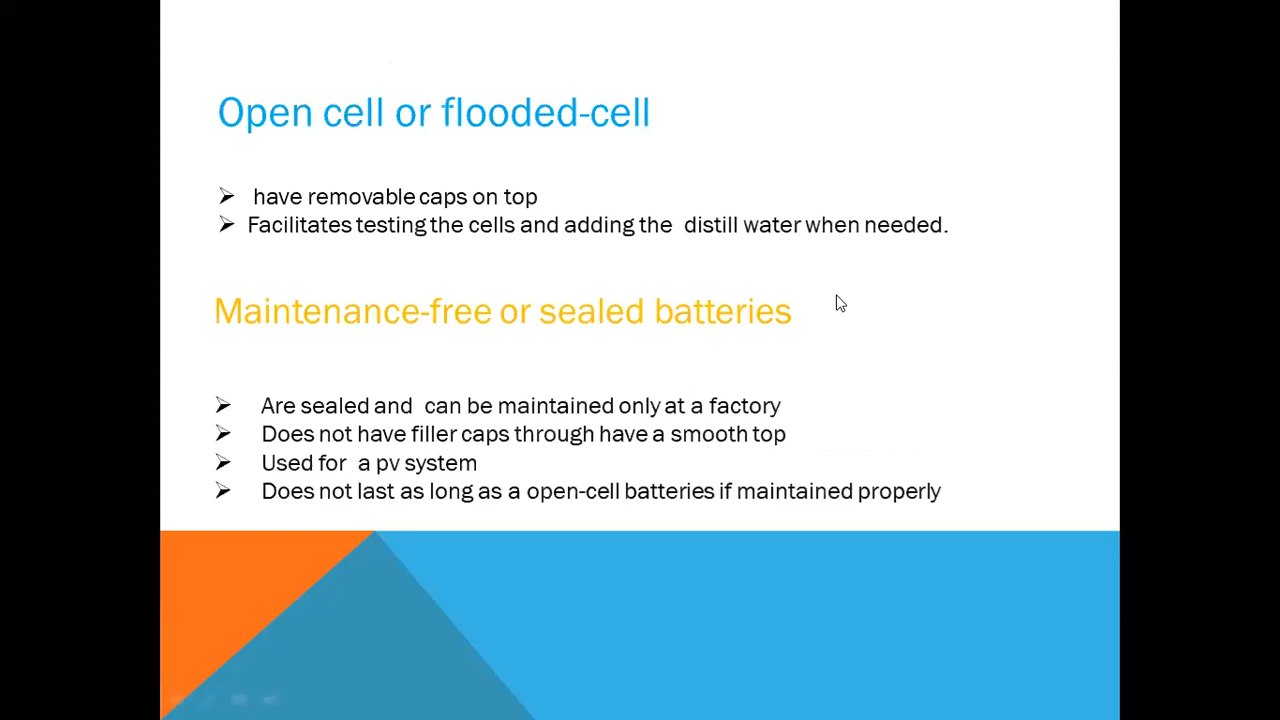 Open cell or flooded-cell
➢ have removable caps on top
➢ Facilitates testing the cells and adding the distill water when needed.
Maintenance-free or sealed batteries
➢ Are sealed and can be maintained only at a factory
➢ Does not have filler caps through have a smooth top
➢ Used for a pv system
➢ Does not last as long as a open-cell batteries if maintained properly